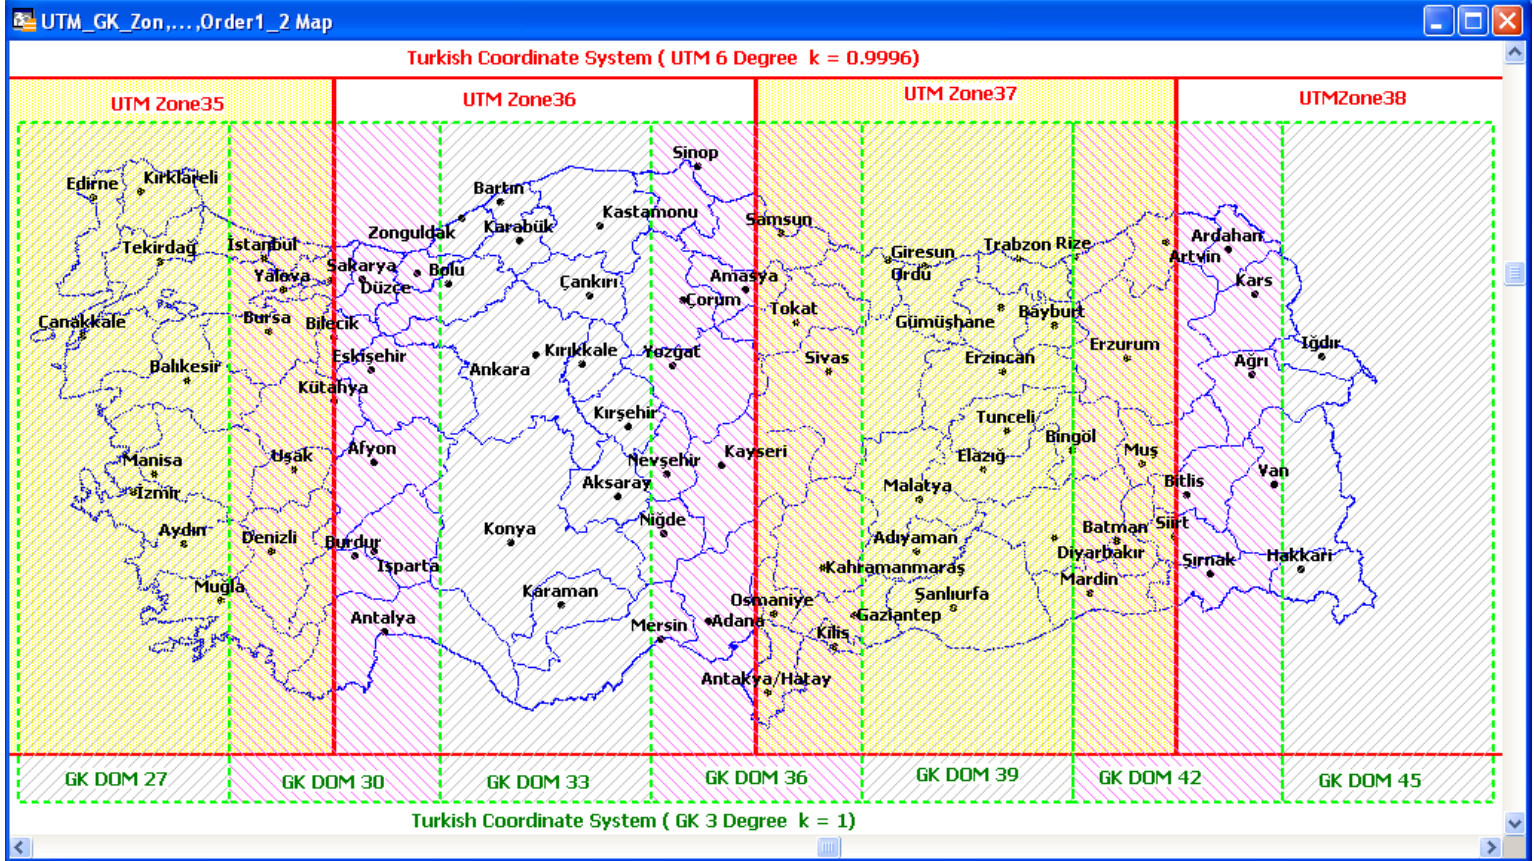 UTM_GK_Zon,...,Order1_2 Map
Turkish Coordinate System ( UTM 6 Degree k = 0.9996)
UTM Zone35
UTM Zone36
UTM Zone37
UTMZone38
Sinop
Edirne
Kırklareli
Bartın
Kastamonu
Samsun
Zonguldak
Karabük
Tekirdağ
İstanbul
Giresun
Trabzon
Rize
Ardahan
Artvin
Yalova
Sakarya
Düzce
Bolu
Çankırı
Amasya
Ordu
Kars
Çorum
Tokat
Çanakkale
Bursa
Bilecik
Gümüşhane
Bayburt
Iğdır
Balıkesir
Eskişehir
Ankara
Kırıkkale
Yozgat
Sivas
Erzincan
Erzurum
Ağrı
Kütahya
Kırşehir
Tunceli
Bingöl
Manisa
Uşak
Afyon
Nevşehir
Kayseri
Elazığ
Muş
İzmir
Aksaray
Malatya
Bitlis
Van
Aydın
Denizli
Burdur
Konya
Niğde
Adıyaman
Batman
Siirt
Isparta
Kahramanmaraş
Diyarbakır
Şırnak
Hakkari
Muğla
Karaman
Osmaniye
Şanlıurfa
Mardin
Antalya
Mersin
Adana
Gaziantep
Kilis
Antakya/Hatay
GK DOM 27
GK DOM 30
GK DOM 33
GK DOM 36
GK DOM 39
GK DOM 42
GK DOM 45
Turkish Coordinate System ( GK 3 Degree k = 1)